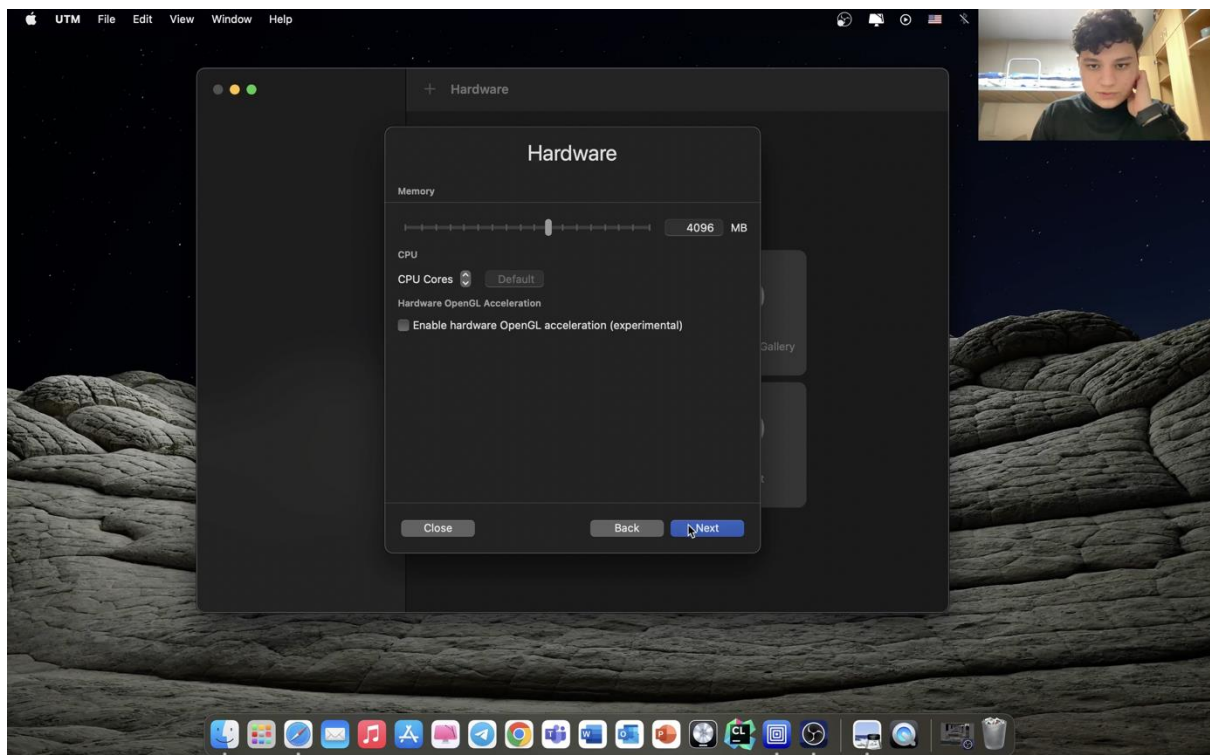 UTM File Edit View Window Help
Hardware
Hardware
Memory
4096 MB
CPU
CPU Cores Default
Hardware OpenGL Acceleration
Enable hardware OpenGL acceleration (experimental)
Gallery
Close Back Next
CL